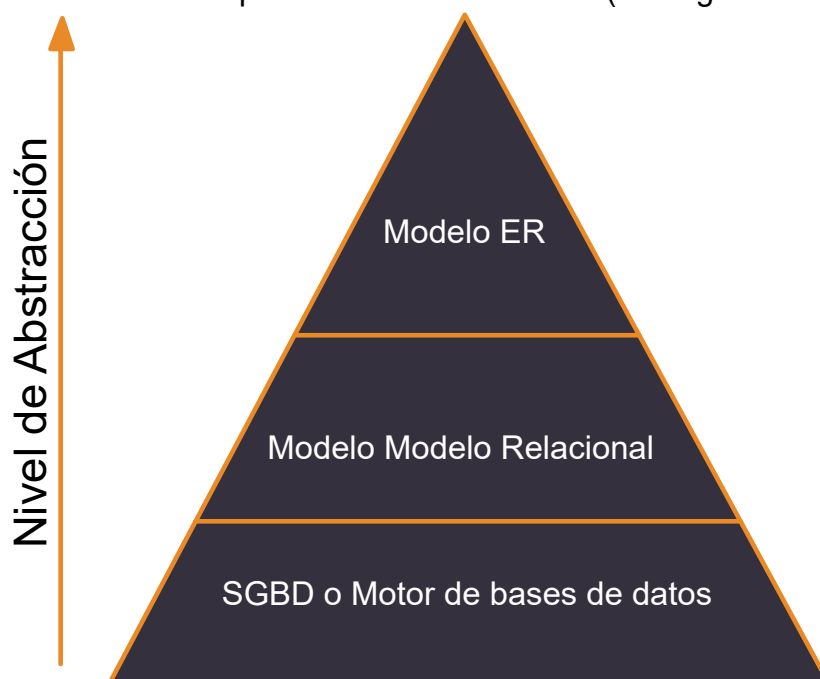 Nivel de Abstracción
Modelo ER
Modelo Modelo Relacional
SGBD o Motor de bases de datos